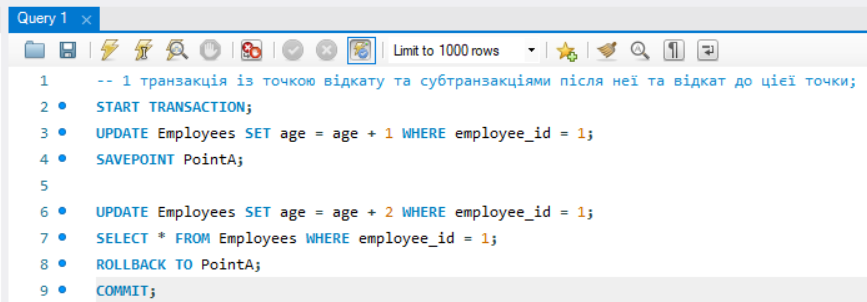 Query 1
Limit to 1000 rows
1 -- 1 транзакція із точкою відкату та субтранзакціями після неї та відкат до цієї точки;
2 START TRANSACTION;
3 UPDATE Employees SET age = age + 1 WHERE employee_id = 1;
4 SAVEPOINT PointA;
5
6 UPDATE Employees SET age = age + 2 WHERE employee_id = 1;
7 SELECT * FROM Employees WHERE employee_id = 1;
8 ROLLBACK TO PointA;
9 COMMIT;